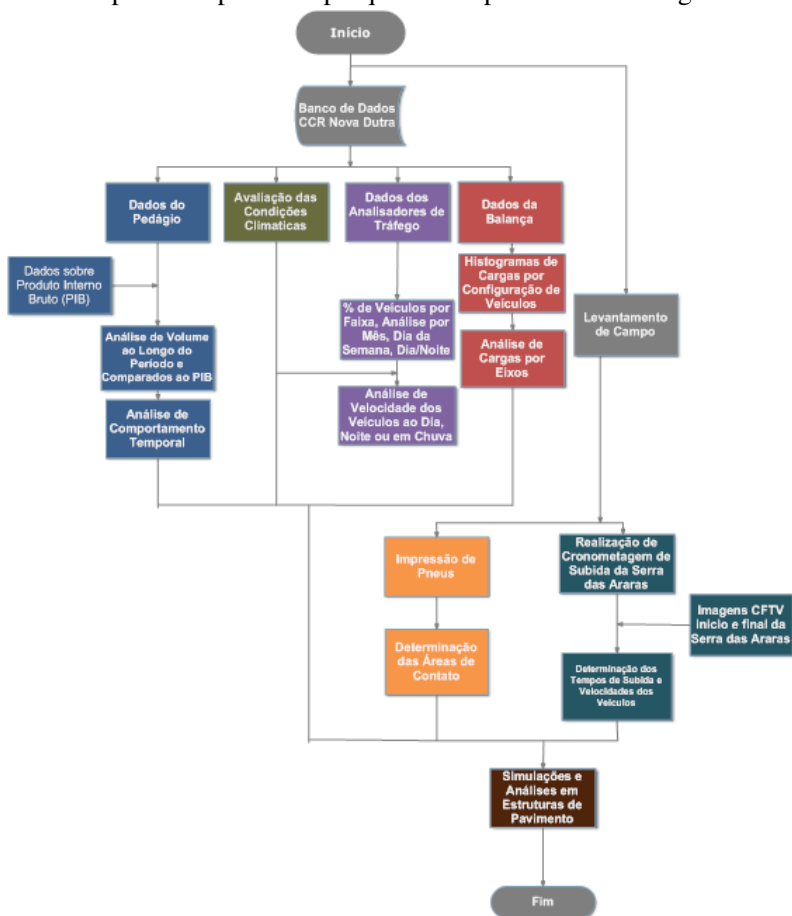 Início
Banco de Dados
CCR Nova Dutra
Dados do
Pedágio
Avaliação das
Condições
Climaticas
Dados dos
Analisadores de
Tráfego
Dados da
Balança
Dados sobre
Produto Interno
Bruto (PIB)
Histogramas de
Cargas por
Configuração de
Veículos
% de Veículos por
Faixa, Análise por
Mês, Dia da
Semana, Dia/Noite
Levantamento
de Campo
Análise de Volume
ao Longo do
Período e
Comparados ao PIB
Análise de
Cargas por
Eixos
Análise de
Comportamento
Temporal
Análise de
Velocidade dos
Veículos ao Dia,
Noite ou em Chuva
Impressão de
Pneus
Realização de
Cronometagem de
Subida da Serra
das Araras
Imagens CFTV
inicio e final da
Serra das Araras
Determinação
das Áreas de
Contato
Determinação dos
Tempos de Subida e
Velocidades dos
Veículos
Simulações e
Análises em
Estruturas de
Pavimento
Fim